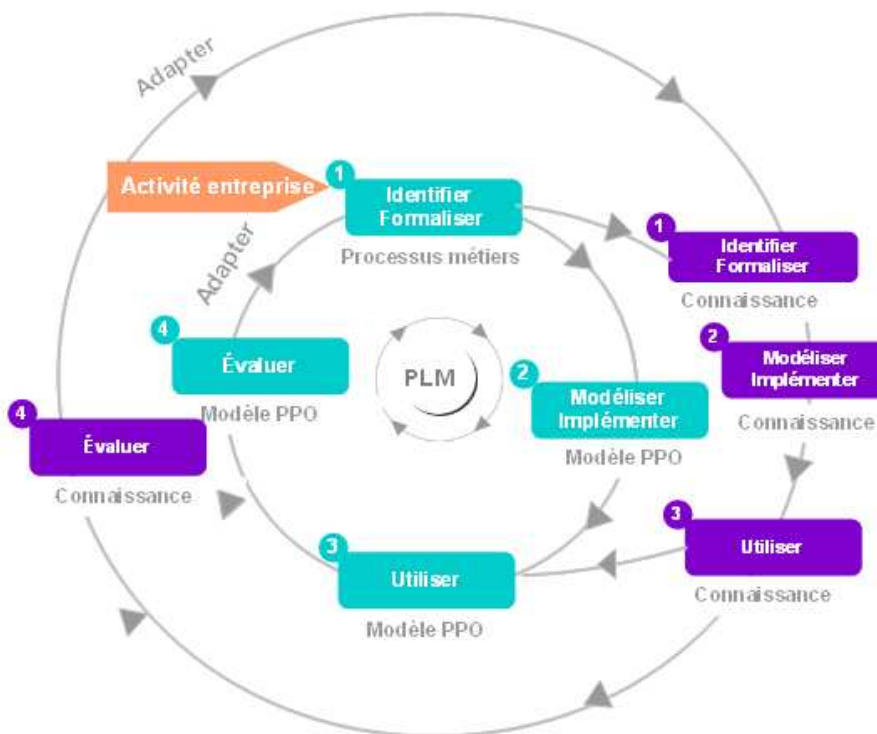 Adapter
Activité entreprise
1
Identifier
Formaliser
Processus métiers
1
Identifier
Formaliser
Connaissance
Adapter
4
Évaluer
Modèle PPO
PLM
2
Modéliser
Implémenter
Modèle PPO
2
Modéliser
Implémenter
Connaissance
4
Évaluer
Connaissance
3
Utiliser
Modèle PPO
3
Utiliser
Connaissance